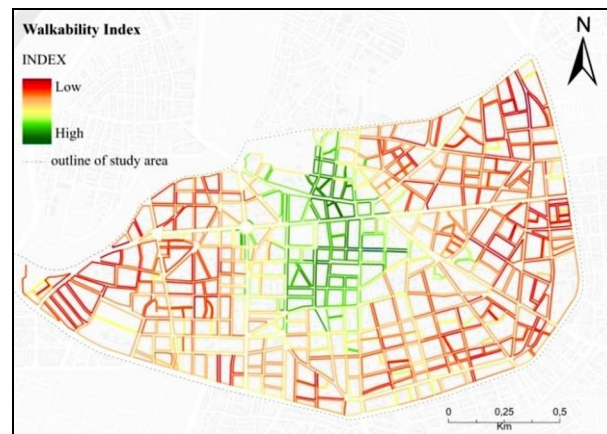 Walkability Index
INDEX
Low
High
outline of study area
N
0 0,25 0,5
Km